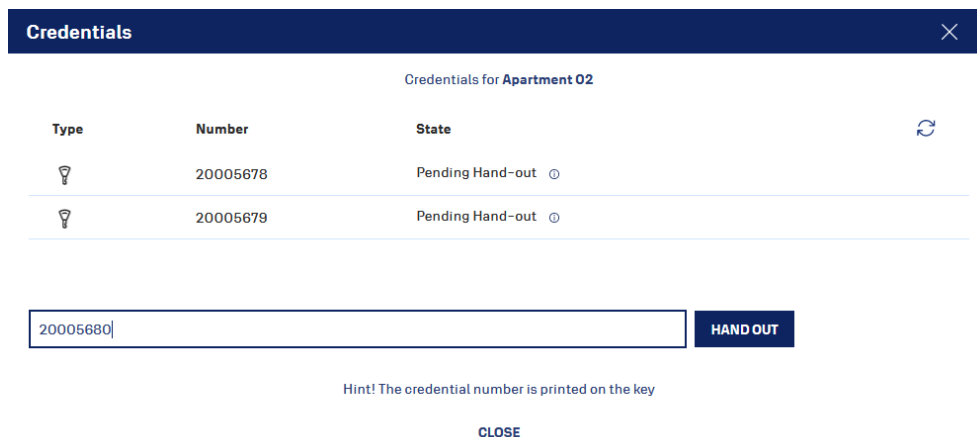 Credentials
Credentials for Apartment 02
Type Number State
20005678 Pending Hand-out
20005679 Pending Hand-out
20005680 HAND OUT
Hint! The credential number is printed on the key
CLOSE